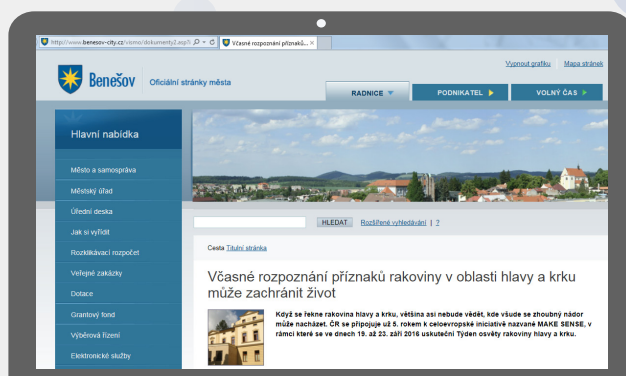 http://www.benesov-city.cz/vismo/dokumenty2.asp?i
Včasné rozpoznání příznaků...
Vypnout grafiku
Mapa stránek
Benešov
Oficiální stránky města
RADNICE
PODNIKATEL
VOLNÝ ČAS
Hlavní nabídka
Město a samospráva
Městský úřad
Úřední deska
Jak si vyřídit
Rozklikávací rozpočet
Veřejné zakázky
Dotace
Grantový fond
Výběrová řízení
Elektronické služby
HLEDAT Rozšířené vyhledávání | ?
Cesta Titulní stránka
Včasné rozpoznání příznaků rakoviny v oblasti hlavy a krku
může zachránit život
Když se řekne rakovina hlavy a krku, většina asi nebude vědět, kde všude se zhoubný nádor
může nacházet. ČR se připojuje už 5. rokem k celoevropské iniciativě nazvané MAKE SENSE, v
rámci které se ve dnech 19. až 23. září 2016 uskuteční Týden osvěty rakoviny hlavy a krku.